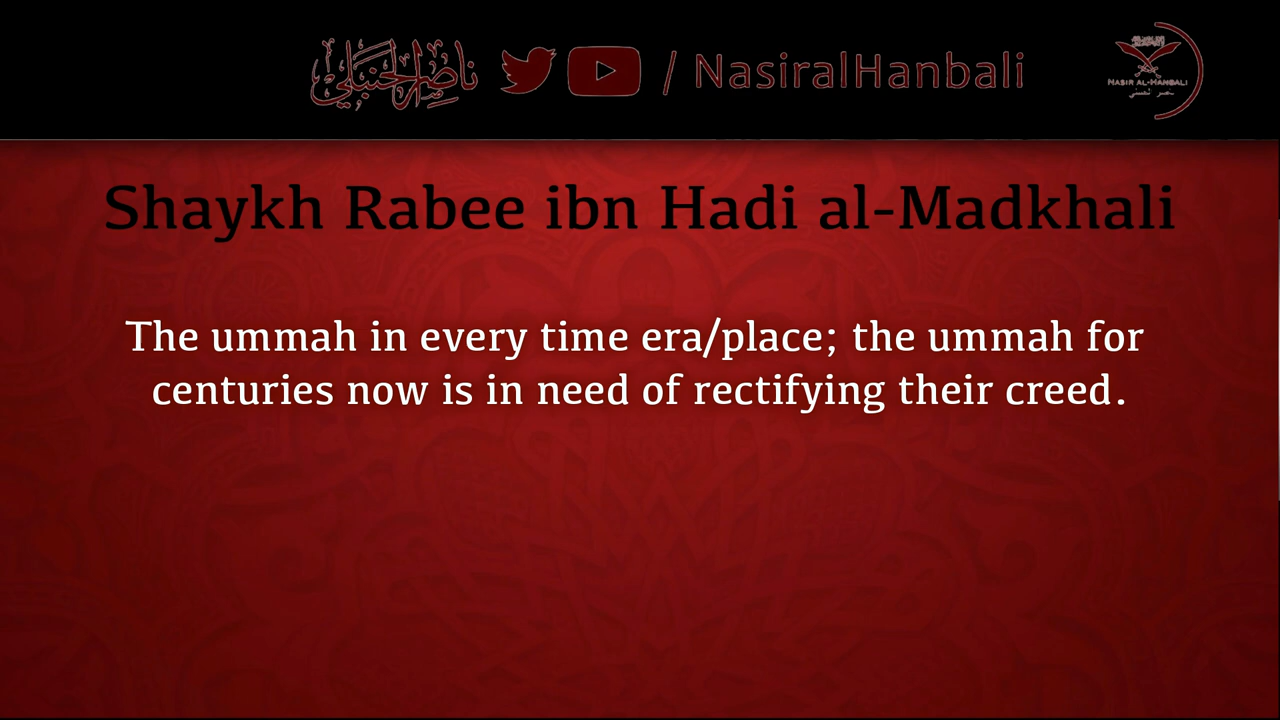 ناصر الحنبلي / NasiralHanbali
NASIR AL-HANBALI
Shaykh Rabee ibn Hadi al-Madkhali
The ummah in every time era/place; the ummah for
centuries now is in need of rectifying their creed.